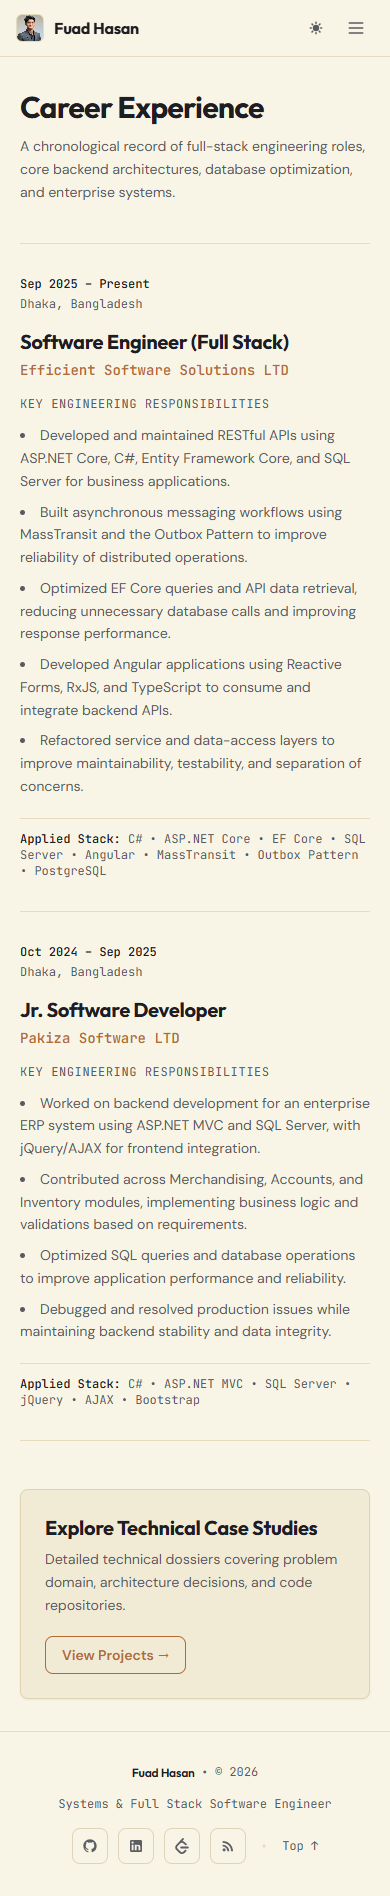 Fuad Hasan
Career Experience
A chronological record of full-stack engineering roles,
core backend architectures, database optimization,
and enterprise systems.
Sep 2025 – Present
Dhaka, Bangladesh
Software Engineer (Full Stack)
Efficient Software Solutions LTD
KEY ENGINEERING RESPONSIBILITIES
• Developed and maintained RESTful APIs using
ASP.NET Core, C#, Entity Framework Core, and SQL
Server for business applications.
• Built asynchronous messaging workflows using
MassTransit and the Outbox Pattern to improve
reliability of distributed operations.
• Optimized EF Core queries and API data retrieval,
reducing unnecessary database calls and improving
response performance.
• Developed Angular applications using Reactive
Forms, RxJS, and TypeScript to consume and
integrate backend APIs.
• Refactored service and data-access layers to
improve maintainability, testability, and separation of
concerns.
Applied Stack: C# • ASP.NET Core • EF Core • SQL
Server • Angular • MassTransit • Outbox Pattern
• PostgreSQL
Oct 2024 – Sep 2025
Dhaka, Bangladesh
Jr. Software Developer
Pakiza Software LTD
KEY ENGINEERING RESPONSIBILITIES
• Worked on backend development for an enterprise
ERP system using ASP.NET MVC and SQL Server, with
jQuery/AJAX for frontend integration.
• Contributed across Merchandising, Accounts, and
Inventory modules, implementing business logic and
validations based on requirements.
• Optimized SQL queries and database operations
to improve application performance and reliability.
• Debugged and resolved production issues while
maintaining backend stability and data integrity.
Applied Stack: C# • ASP.NET MVC • SQL Server •
jQuery • AJAX • Bootstrap
Explore Technical Case Studies
Detailed technical dossiers covering problem
domain, architecture decisions, and code
repositories.
View Projects →
Fuad Hasan • © 2026
Systems & Full Stack Software Engineer
Top ↑